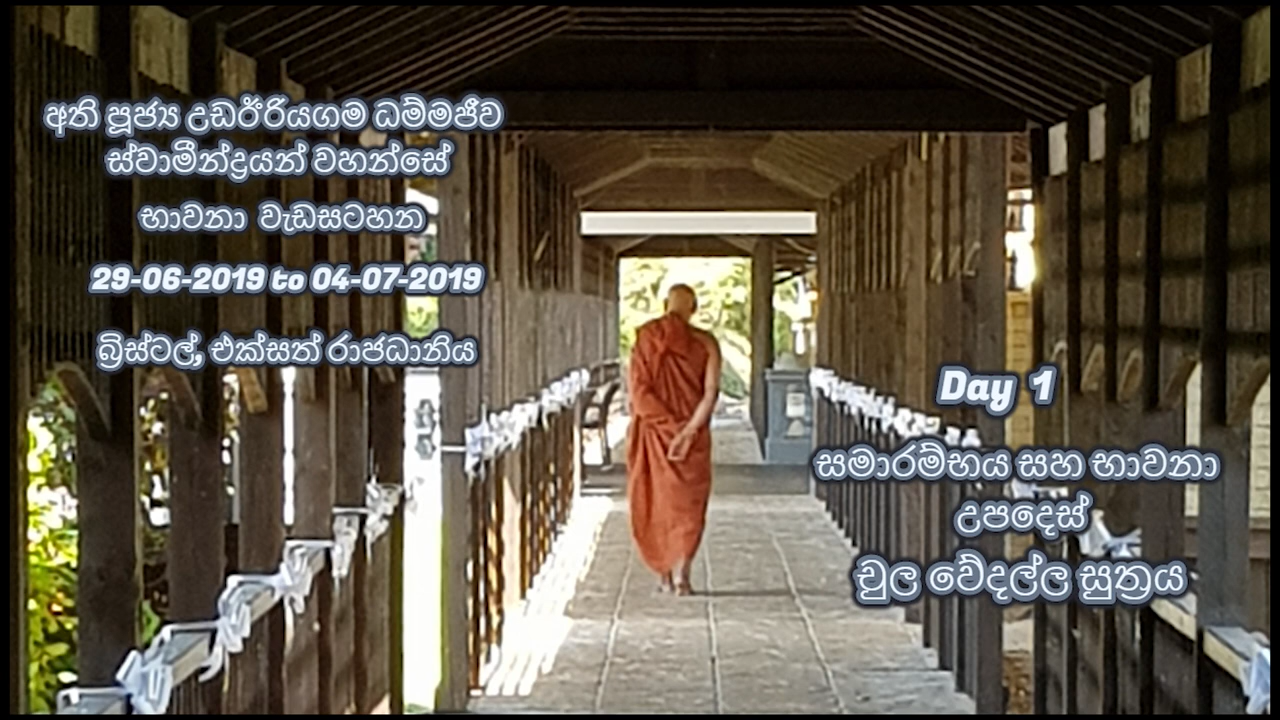 අති පූජ්‍ය උඩඊරියගම ධම්මජීව
ස්වාමීන්ද්‍රයන් වහන්සේ
භාවනා වැඩසටහන
29-06-2019 to 04-07-2019
බ්‍රිස්ටල්, එක්සත් රාජධානිය
Day 1
සමාරම්භය සහ භාවනා
උපදෙස්
චුල වේදල්ල සුත්‍රය